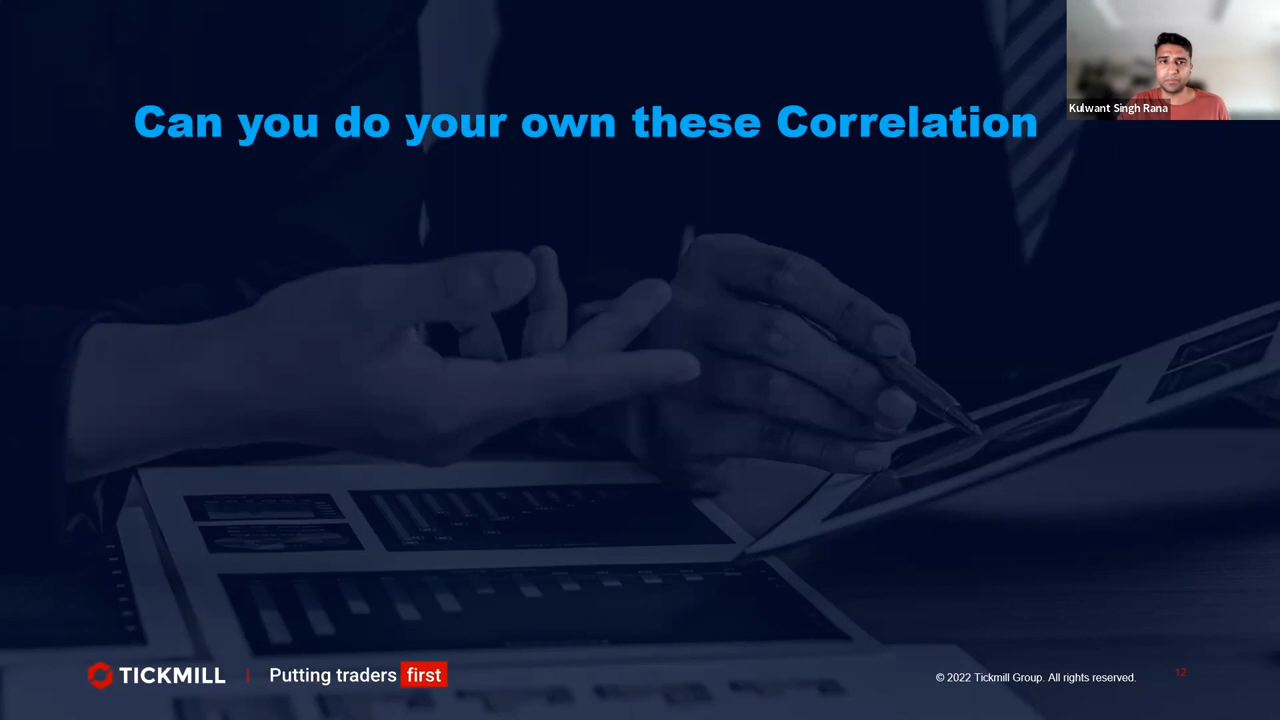 Can you do your own these Correlation
Kulwant Singh Rana
TICKMILL | Putting traders first
© 2022 Tickmill Group. All rights reserved.
12